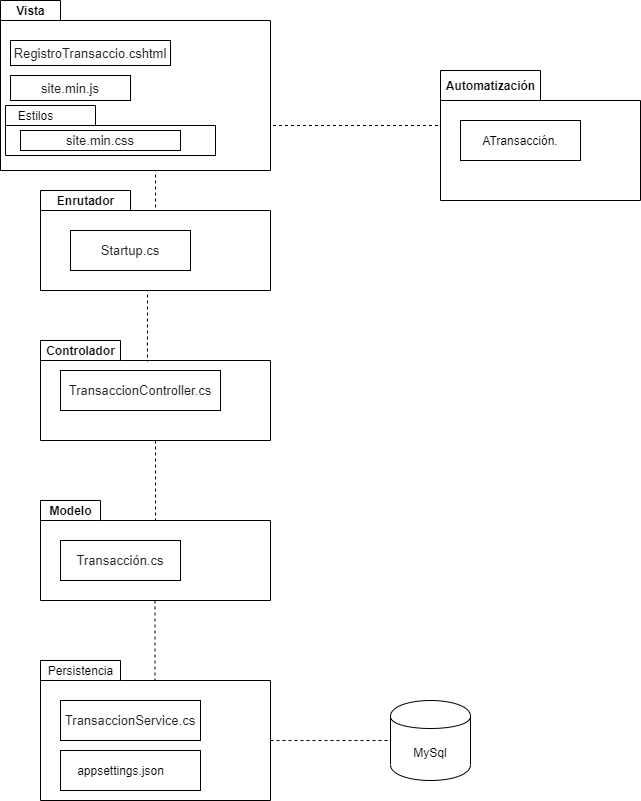 Vista
RegistroTransaccio.cshtml
site.min.js
Estilos
site.min.css
Automatización
ATransacción.
Enrutador
Startup.cs
Controlador
TransaccionController.cs
Modelo
Transacción.cs
Persistencia
TransaccionService.cs
appsettings.json
MySql